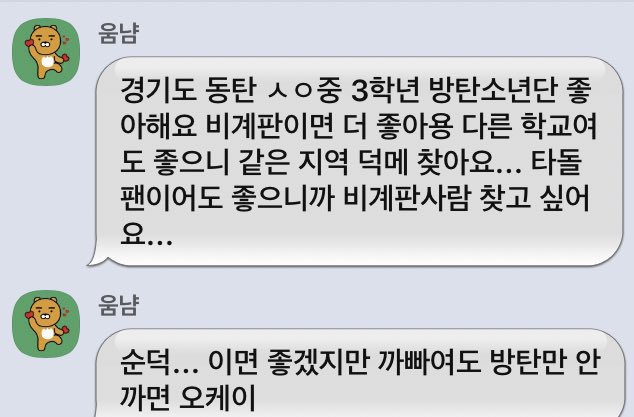 움냥
경기도 동탄 ㅅㅇ중 3학년 방탄소년단 좋
아해요 비계판이면 더 좋아용 다른 학교여
도 좋으니 같은 지역 덕메 찾아요... 타돌
팬이어도 좋으니까 비계판사람 찾고 싶어
요...
움냥
순덕... 이면 좋겠지만 까빠여도 방탄만 안
까면 오케이